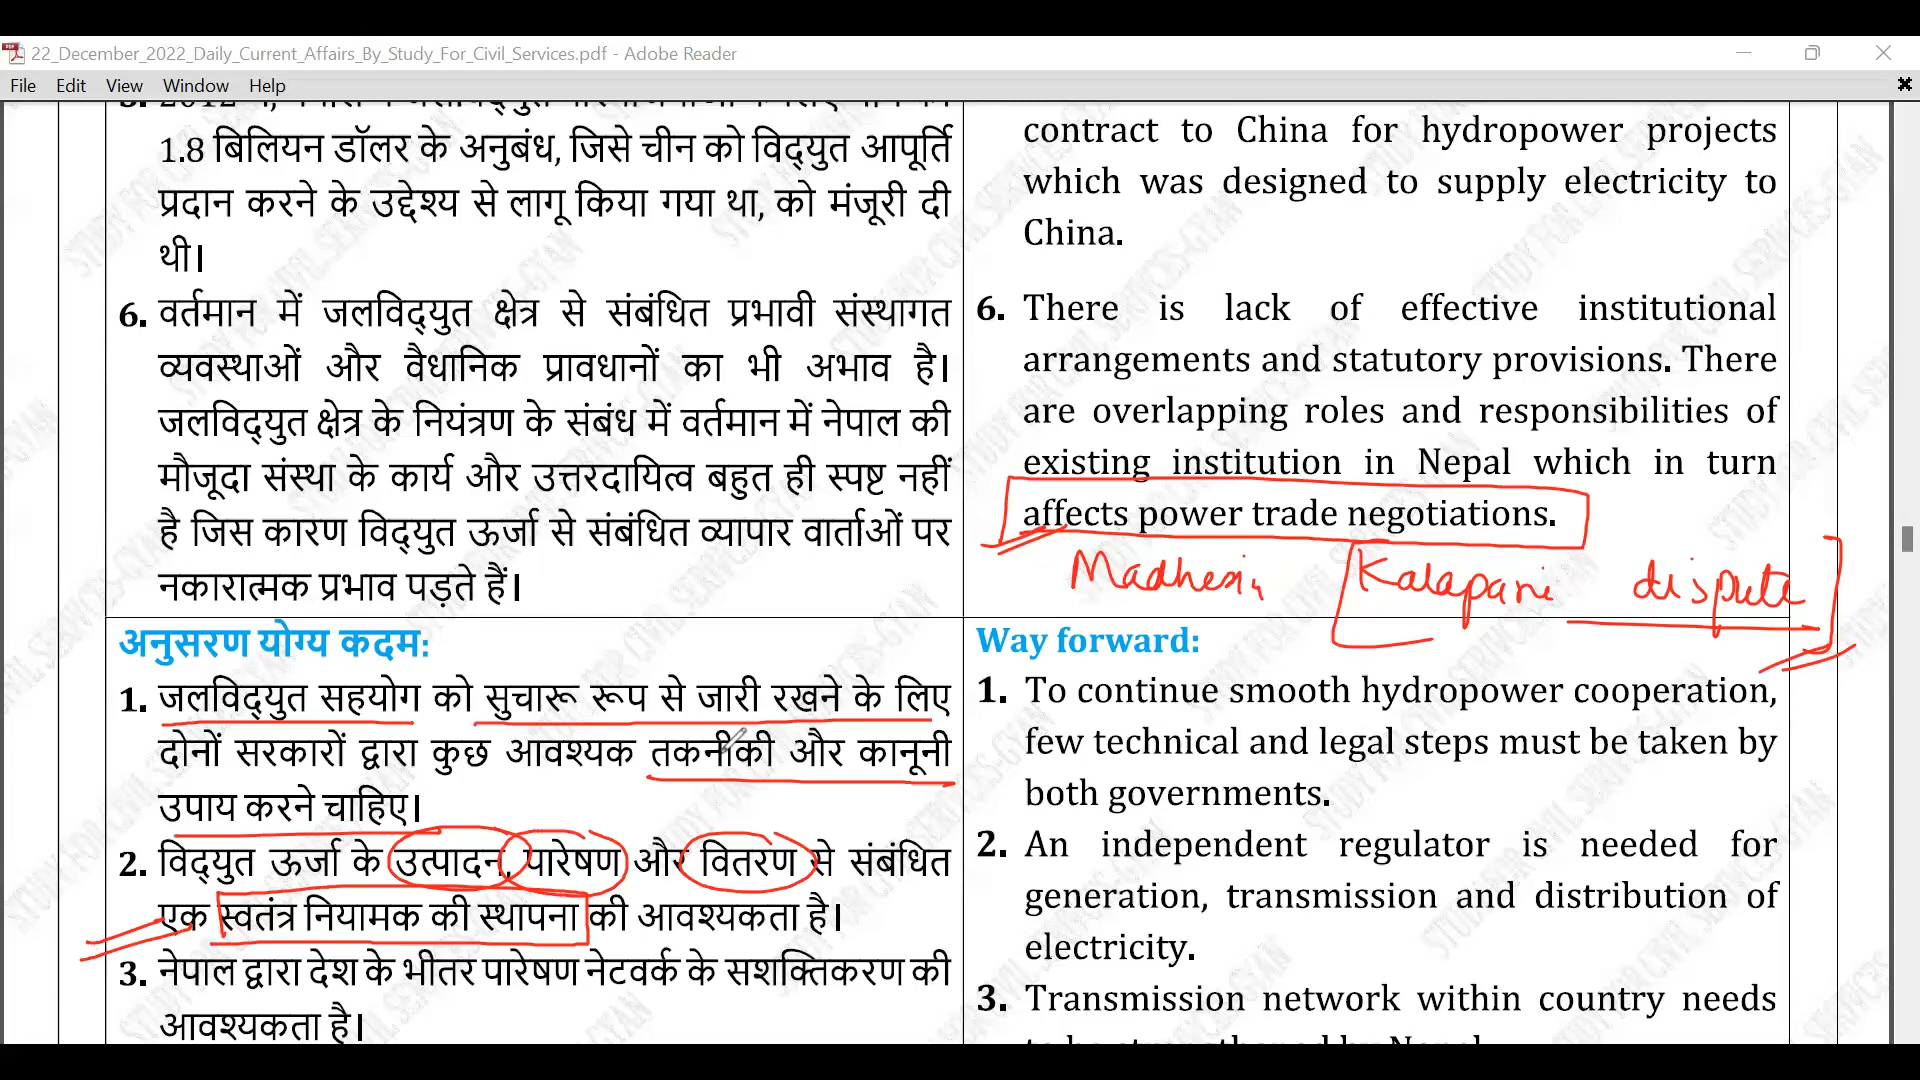 22_December_2022_Daily_Current_Affairs_By_Study_For_Civil_Services.pdf - Adobe Reader
File Edit View Window Help
1.8 बिलियन डॉलर के अनुबंध, जिसे चीन को विद्युत आपूर्ति
प्रदान करने के उद्देश्य से लागू किया गया था, को मंजूरी दी
थी।
6. वर्तमान में जलविद्युत क्षेत्र से संबंधित प्रभावी संस्थागत
व्यवस्थाओं और वैधानिक प्रावधानों का भी अभाव है।
जलविद्युत क्षेत्र के नियंत्रण के संबंध में वर्तमान में नेपाल की
मौजूदा संस्था के कार्य और उत्तरदायित्व बहुत ही स्पष्ट नहीं
है जिस कारण विद्युत ऊर्जा से संबंधित व्यापार वार्ताओं पर
नकारात्मक प्रभाव पड़ते हैं।
contract to China for hydropower projects
which was designed to supply electricity to
China.
6. There is lack of effective institutional
arrangements and statutory provisions. There
are overlapping roles and responsibilities of
existing institution in Nepal which in turn
affects power trade negotiations.
Madhesi, Kalapani dispute
अनुसरण योग्य कदम:
1. जलविद्युत सहयोग को सुचारू रूप से जारी रखने के लिए
दोनों सरकारों द्वारा कुछ आवश्यक तकनीकी और कानूनी
उपाय करने चाहिए।
2. विद्युत ऊर्जा के उत्पादन, पारेषण और वितरण से संबंधित
एक स्वतंत्र नियामक की स्थापना की आवश्यकता है।
3. नेपाल द्वारा देश के भीतर पारेषण नेटवर्क के सशक्तिकरण की
आवश्यकता है।
Way forward:
1. To continue smooth hydropower cooperation,
few technical and legal steps must be taken by
both governments.
2. An independent regulator is needed for
generation, transmission and distribution of
electricity.
3. Transmission network within country needs
STUDY FOR CIVIL SERIVCES-GYAN